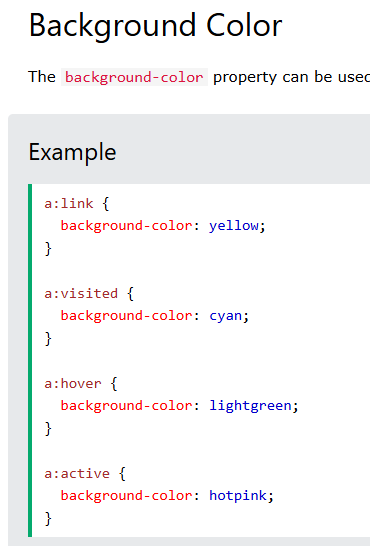 Background Color
The background-color property can be used
Example
a:link {
  background-color: yellow;
}
a:visited {
  background-color: cyan;
}
a:hover {
  background-color: lightgreen;
}
a:active {
  background-color: hotpink;
}